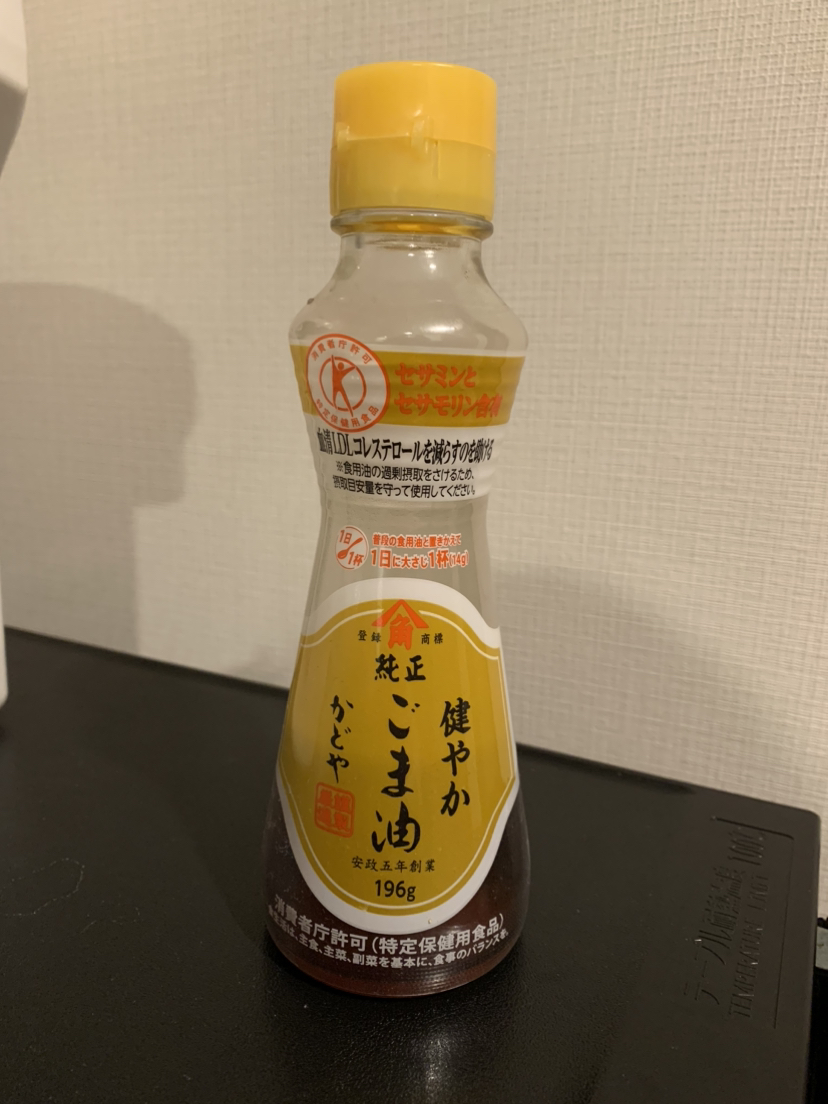 消費者庁許可
特定保健用食品
セサミンと
セサモリン含有
血清LDLコレステロールを減らすのを助ける
※食用油の過剰摂取をさけるため、
摂取目安量を守って使用してください。
1日
1杯
普段の食用油と置きかえて
1日に大さじ1杯(14g)
角
登録 商標
純正
健やか
ごま油
かどや
安政五年創業
196g
消費者庁許可(特定保健用食品)
食生活は、主食、主菜、副菜を基本に、食事のバランスを。